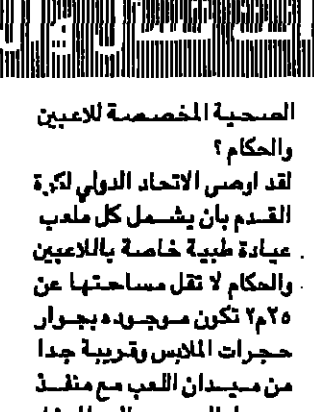 الصحية المخصصة للاعبين
والحكام ؟
لقد اوصى الاتحاد الدولي لكرة
القدم بان يشمل كل ملعب
عيادة طبية خاصة باللاعبين
والحكام لا تقل مساحتها عن
٢٥م٢ تكون موجوده بجوار
حجرات الملابس وقريبة جدا
من ميدان اللعب مع منفذ